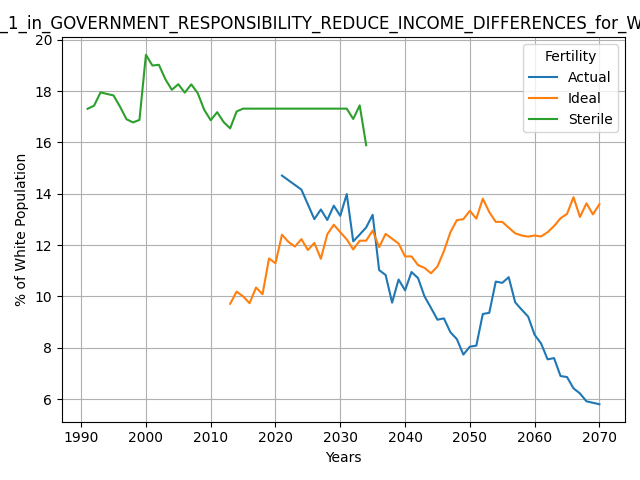 _1_in_GOVERNMENT_RESPONSIBILITY_REDUCE_INCOME_DIFFERENCES_for_W
Fertility
Actual
Ideal
Sterile
% of White Population
20
18
16
14
12
10
8
6
1990
2000
2010
2020
2030
2040
2050
2060
2070
Years